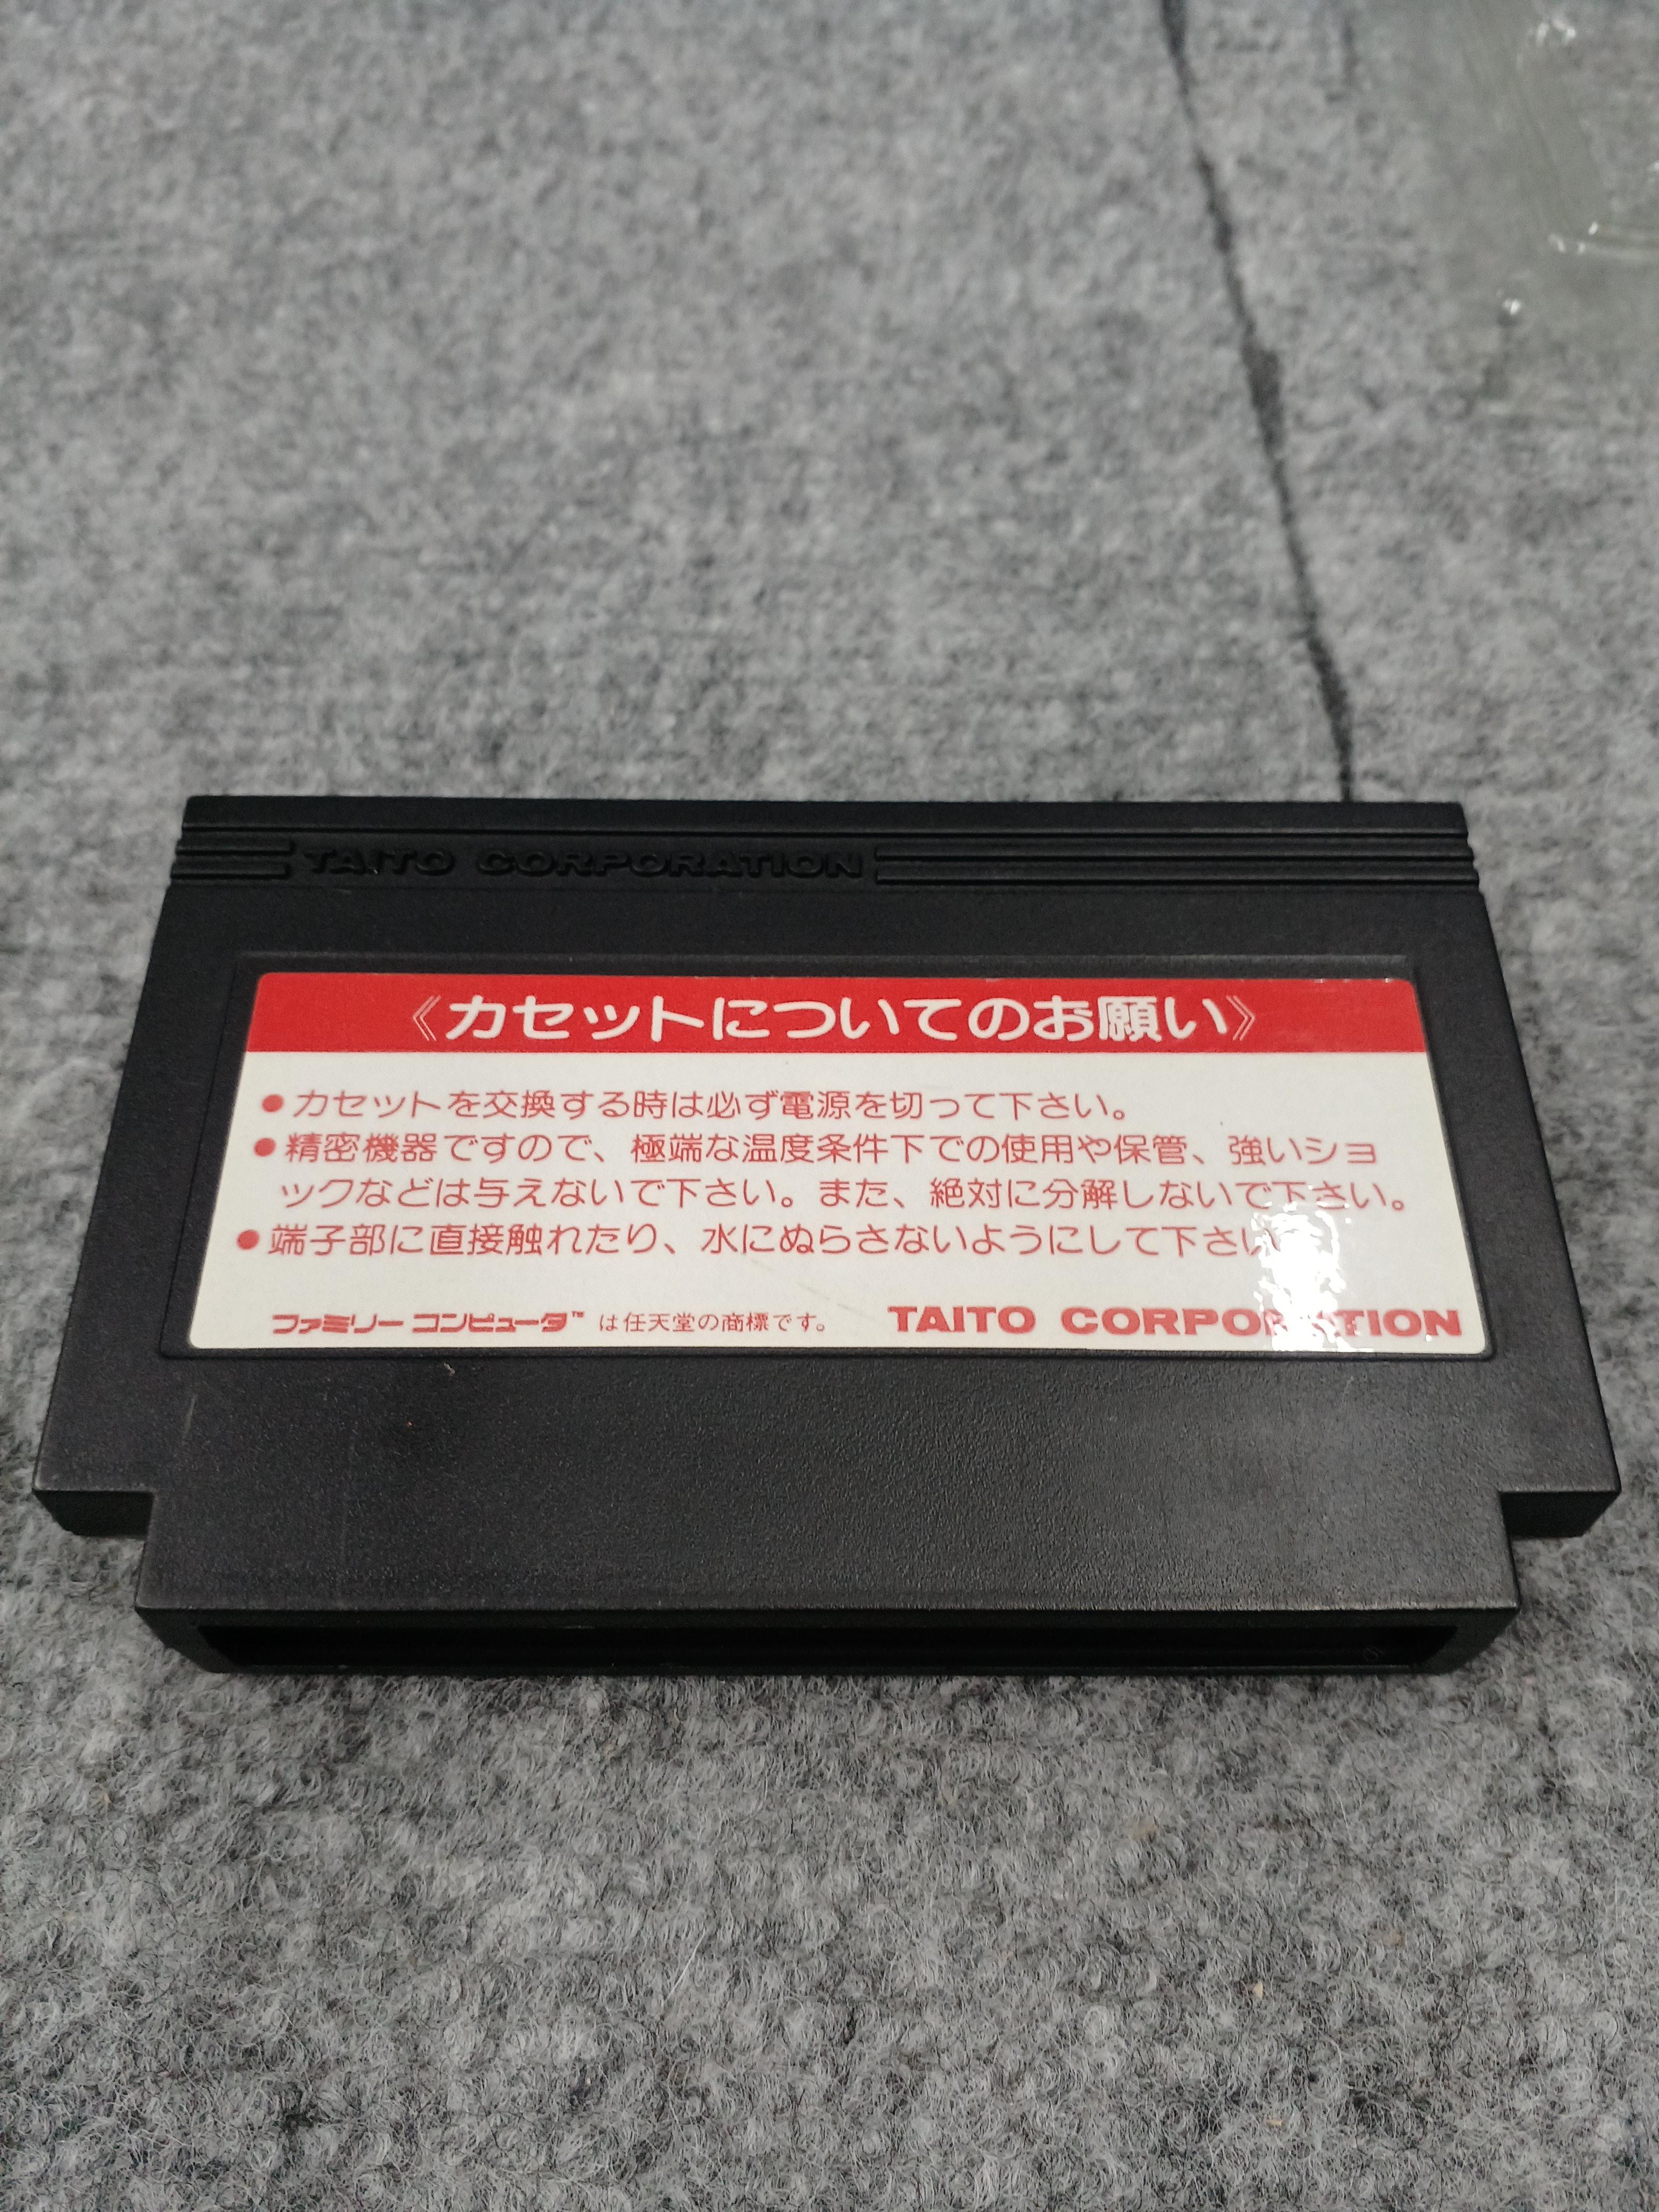 TAITO CORPORATION
《カセットについてのお願い》
●カセットを交換する時は必ず電源を切って下さい。
●精密機器ですので、極端な温度条件下での使用や保管、強いショ
ックなどは与えないで下さい。また、絶対に分解しないで下さい。
●端子部に直接触れたり、水にぬらさないようにして下さい
ファミリーコンピュータ™は任天堂の商標です。
TAITO CORPORATION